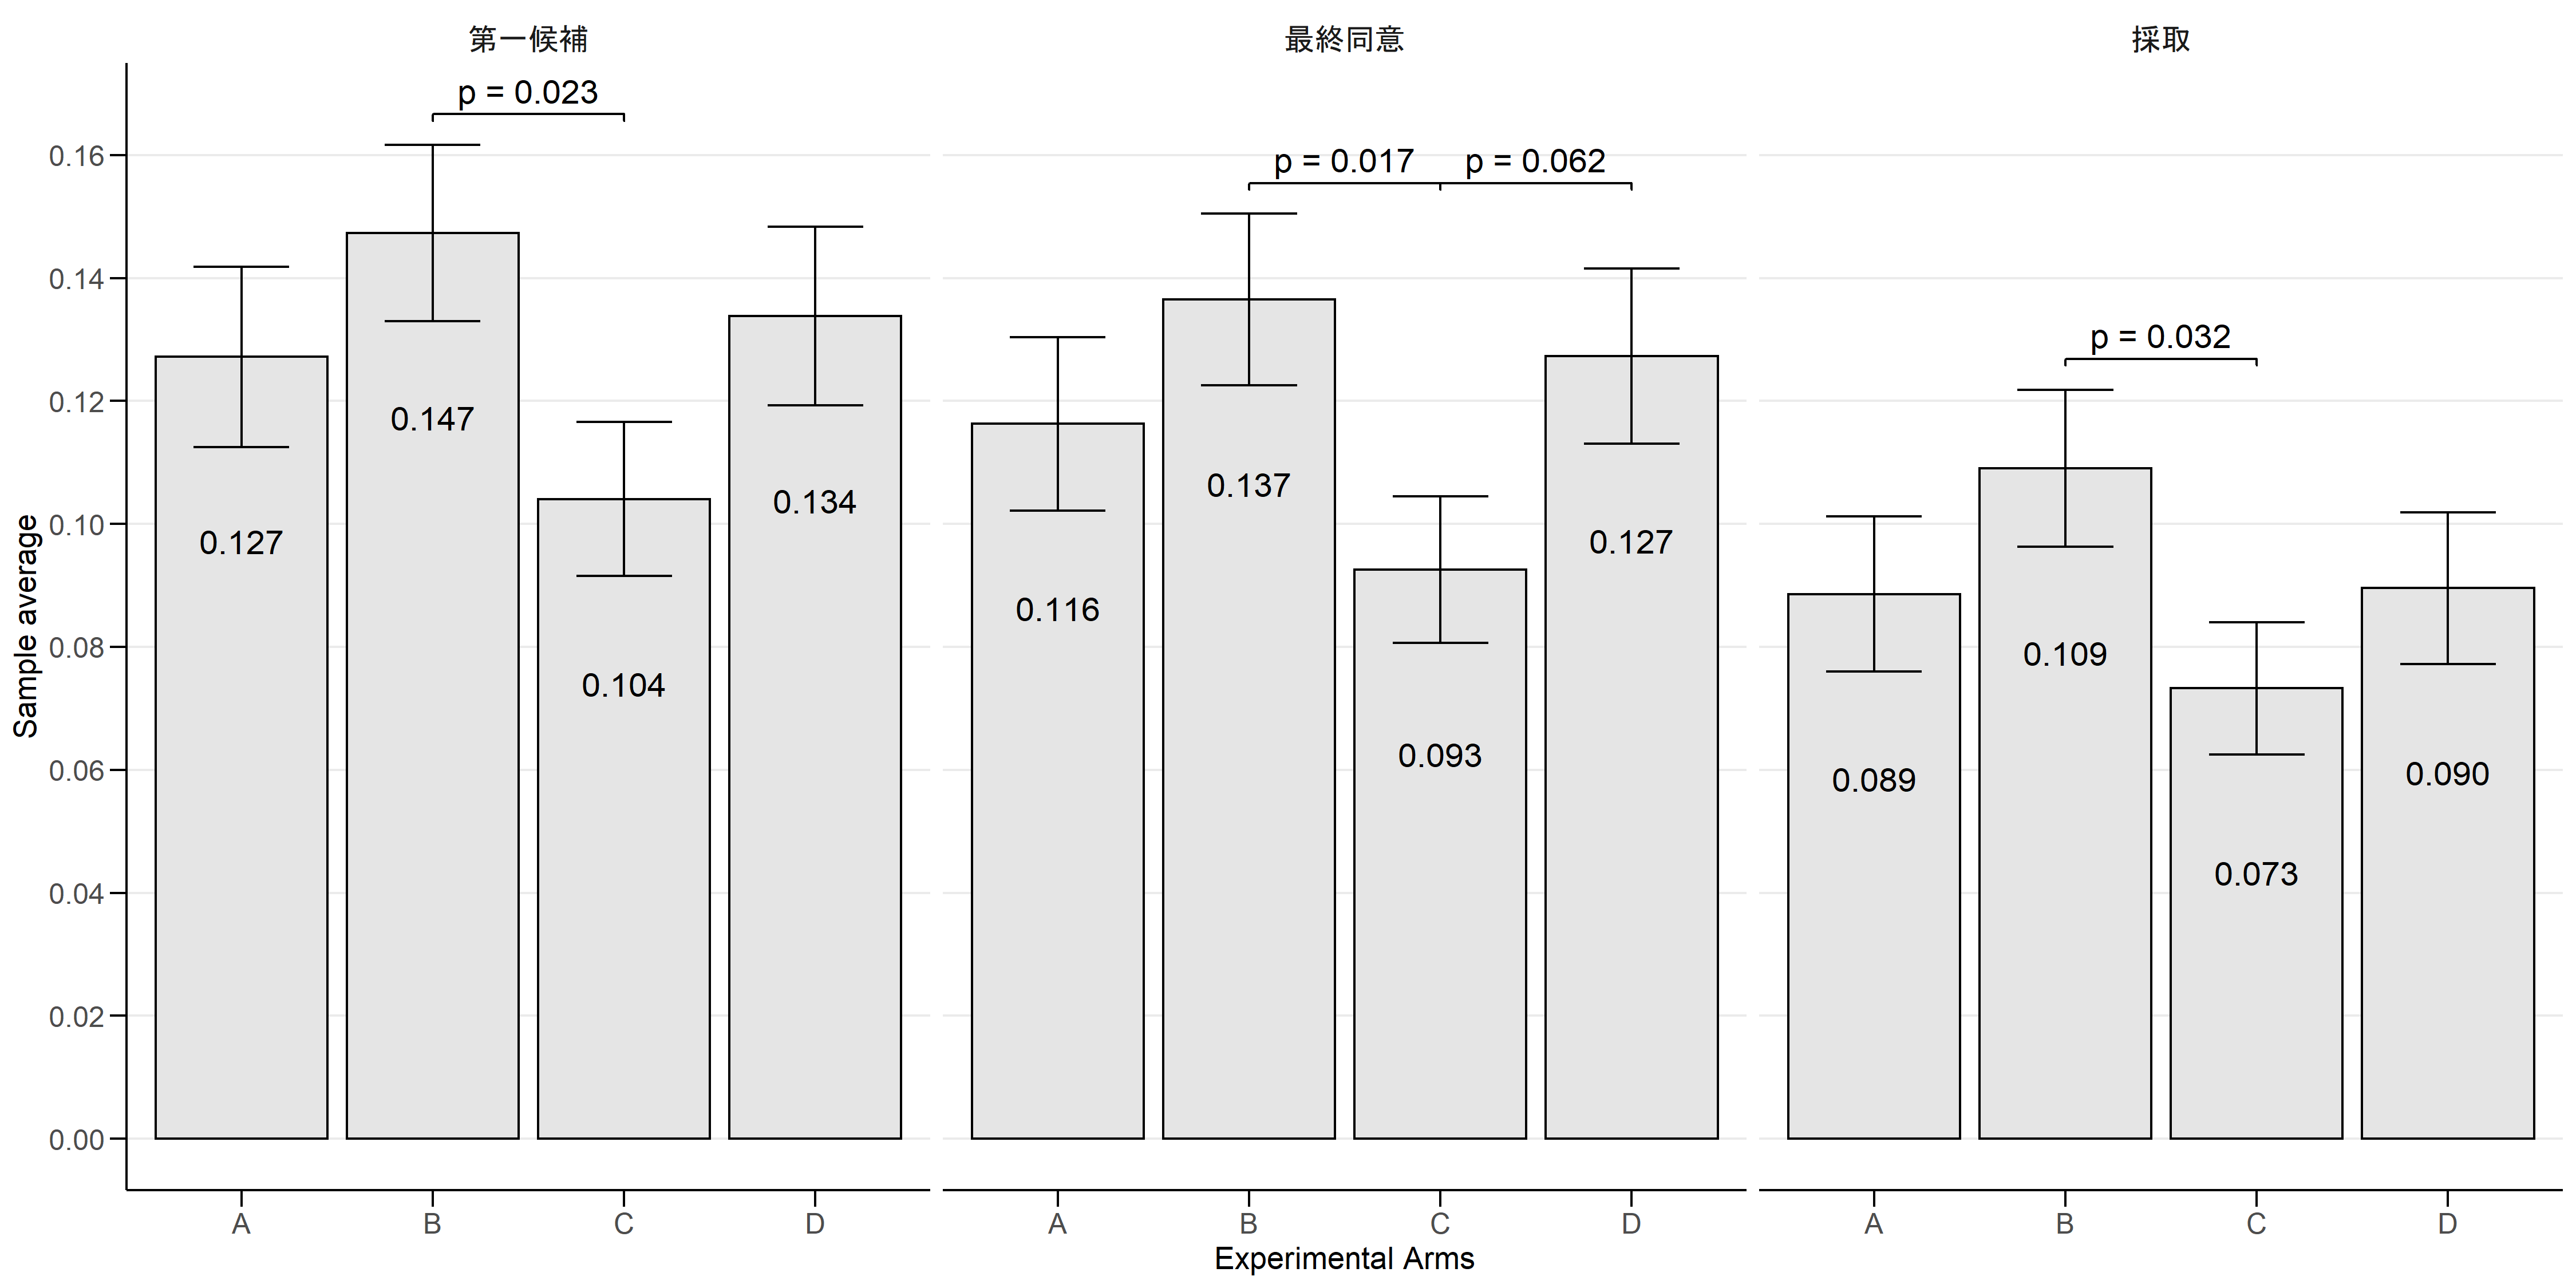 第一候補
最終同意
採取
p = 0.023
p = 0.017
p = 0.062
p = 0.032
Sample average
0.16
0.14
0.12
0.10
0.08
0.06
0.04
0.02
0.00
0.127
0.147
0.104
0.134
0.116
0.137
0.093
0.127
0.089
0.109
0.073
0.090
A B C D
A B C D
A B C D
Experimental Arms